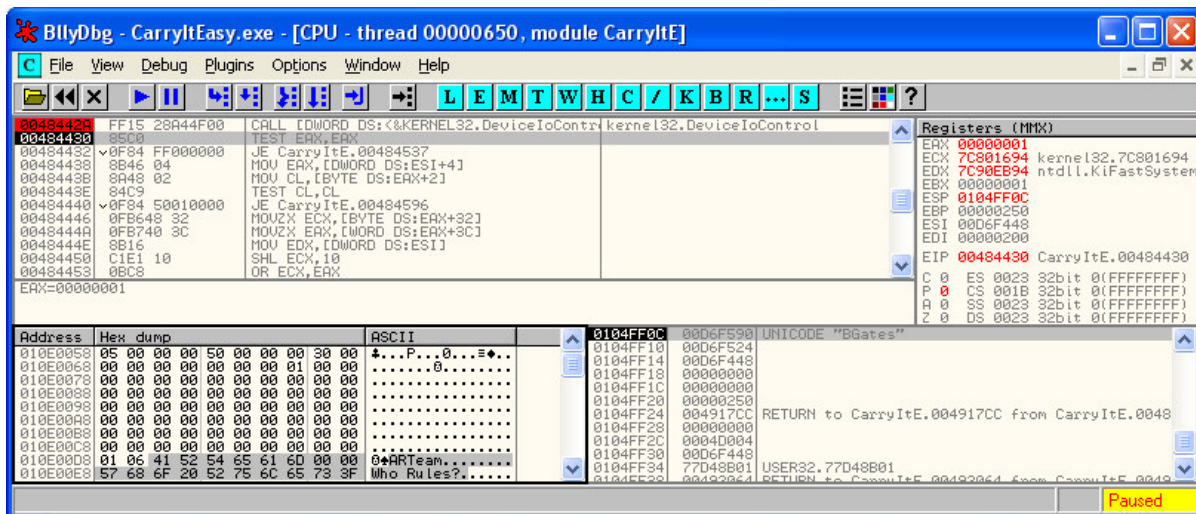 BllyDbg - CarryItEasy.exe - [CPU - thread 00000650, module CarryItE]
C File View Debug Plugins Options Window Help
L E M T W H C / K B R ... S ?
0048442A FF15 28A44F00 CALL [DWORD DS:<&KERNEL32.DeviceIoContr kernel32.DeviceIoControl
00484430 85C0 TEST EAX,EAX
00484432 0F84 FF000000 JE CarryItE.00484537
00484438 8B46 04 MOV EAX,[DWORD DS:ESI+4]
0048443B 8A48 02 MOV CL,[BYTE DS:EAX+2]
0048443E 84C9 TEST CL,CL
00484440 0F84 50010000 JE CarryItE.00484596
00484446 0FB648 32 MOVZX ECX,[BYTE DS:EAX+32]
0048444A 0FB740 3C MOVZX EAX,[WORD DS:EAX+3C]
0048444E 8B16 MOV EDX,[DWORD DS:ESI]
00484450 C1E1 10 SHL ECX,10
00484453 0BC8 OR ECX,EAX
EAX=00000001
Registers (MMX)
EAX 00000001
ECX 7C801694 kernel32.7C801694
EDX 7C90EB94 ntdll.KiFastSystem
EBX 00000001
ESP 0104FF0C
EBP 00000250
ESI 00D6F448
EDI 00000200
EIP 00484430 CarryItE.00484430
C 0 ES 0023 32bit 0(FFFFFFFF)
P 0 CS 001B 32bit 0(FFFFFFFF)
A 0 SS 0023 32bit 0(FFFFFFFF)
Z 0 DS 0023 32bit 0(FFFFFFFF)
Address Hex dump ASCII
010E0058 05 00 00 00 50 00 00 00 30 00 ♣...P...0...≡♦..
010E0068 00 00 00 00 00 00 00 01 00 00 .......0........
010E0078 00 00 00 00 00 00 00 00 00 00 ................
010E0088 00 00 00 00 00 00 00 00 00 00 ................
010E0098 00 00 00 00 00 00 00 00 00 00 ................
010E00A8 00 00 00 00 00 00 00 00 00 00 ................
010E00B8 00 00 00 00 00 00 00 00 00 00 ................
010E00C8 00 00 00 00 00 00 00 00 00 00 ................
010E00D8 01 06 41 52 54 65 61 6D 00 00 0♠ARTeam........
010E00E8 57 68 6F 20 52 75 6C 65 73 3F Who Rules?......
0104FF0C 00D6F590 UNICODE "BGates"
0104FF10 00D6F524
0104FF14 00D6F448
0104FF18 00000000
0104FF1C 00000000
0104FF20 00000250
0104FF24 004917CC RETURN to CarryItE.004917CC from CarryItE.0048
0104FF28 00000000
0104FF2C 0004D004
0104FF30 00D6F448
0104FF34 77D48B01 USER32.77D48B01
Paused